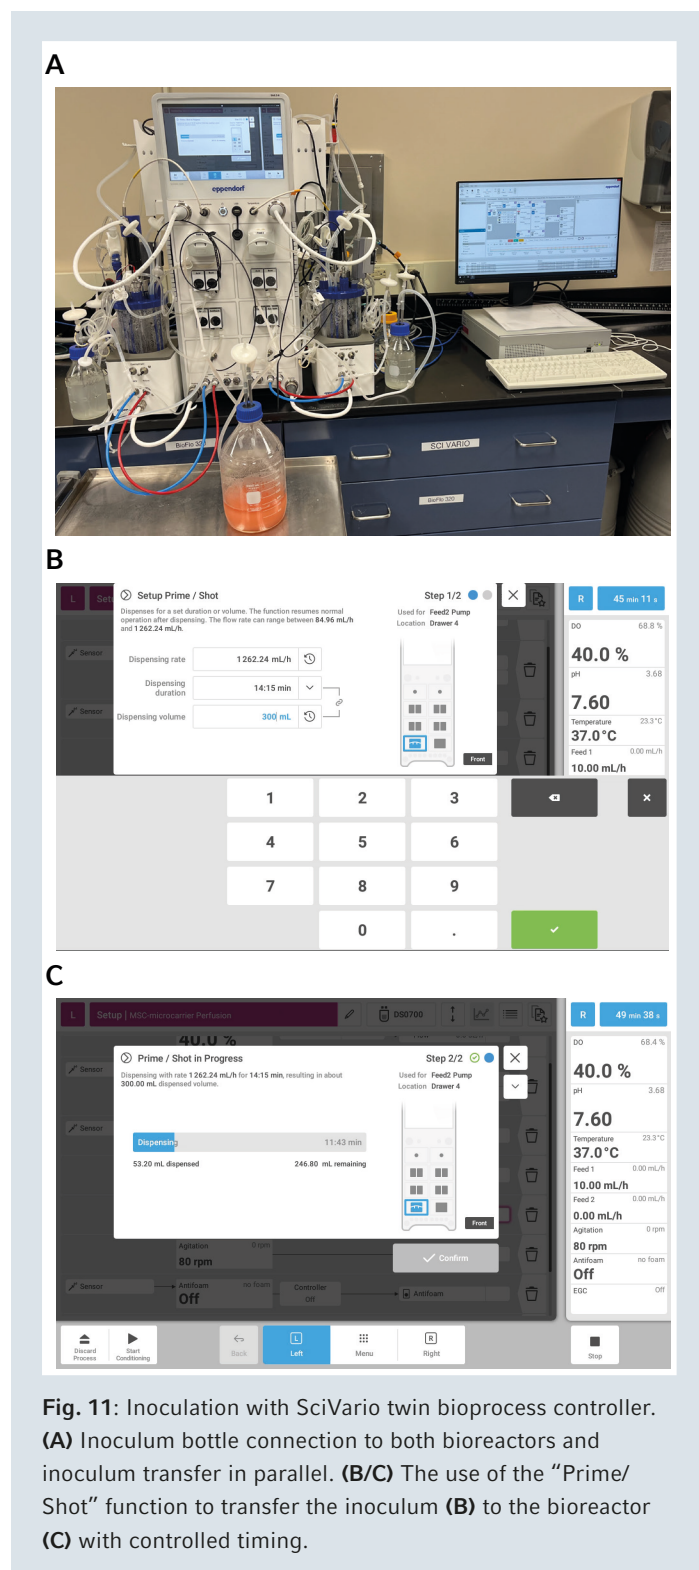 A
eppendorf
BioFlo 320
SCI VARIO
BioFlo 320
B
L
Setup Prime / Shot
Step 1/2
Dispenses for a set duration or volume. The function resumes normal
operation after dispensing. The flow rate can range between 84.96 mL/h
and 1262.24 mL/h.
Used for Feed2 Pump
Location Drawer 4
Sensor
Dispensing rate 1262.24 mL/h
Dispensing
duration
14:15 min
Sensor
Dispensing volume 300 mL
Front
R 45 min 11 s
DO 68.8 %
40.0 %
pH 3.68
7.60
Temperature 23.3°C
37.0°C
Feed 1 0.00 mL/h
10.00 mL/h
1 2 3
4 5 6
7 8 9
0 .
C
L Setup | MSC-microcarrier Perfusion DS0700
40.0 %
Prime / Shot in Progress
Step 2/2
Dispensing with rate 1262.24 mL/h for 14:15 min, resulting in about
300.00 mL dispensed volume.
Used for Feed2 Pump
Location Drawer 4
Sensor
Sensor
Dispensing 11:43 min
53.20 mL dispensed 246.80 mL remaining
Front
Confirm
Agitation 0 rpm
80 rpm
Sensor
Antifoam no foam
Off
Controller
Off
Antifoam
R 49 min 38 s
DO 68.4 %
40.0 %
pH 3.68
7.60
Temperature 23.3°C
37.0°C
Feed 1 0.00 mL/h
10.00 mL/h
Feed 2 0.00 mL/h
0.00 mL/h
Agitation 0 rpm
80 rpm
Antifoam no foam
Off
EGC Off
Discard
Process
Start
Conditioning
Back
L
Left
Menu
R
Right
Stop
Fig. 11: Inoculation with SciVario twin bioprocess controller.
(A) Inoculum bottle connection to both bioreactors and
inoculum transfer in parallel. (B/C) The use of the “Prime/
Shot” function to transfer the inoculum (B) to the bioreactor
(C) with controlled timing.